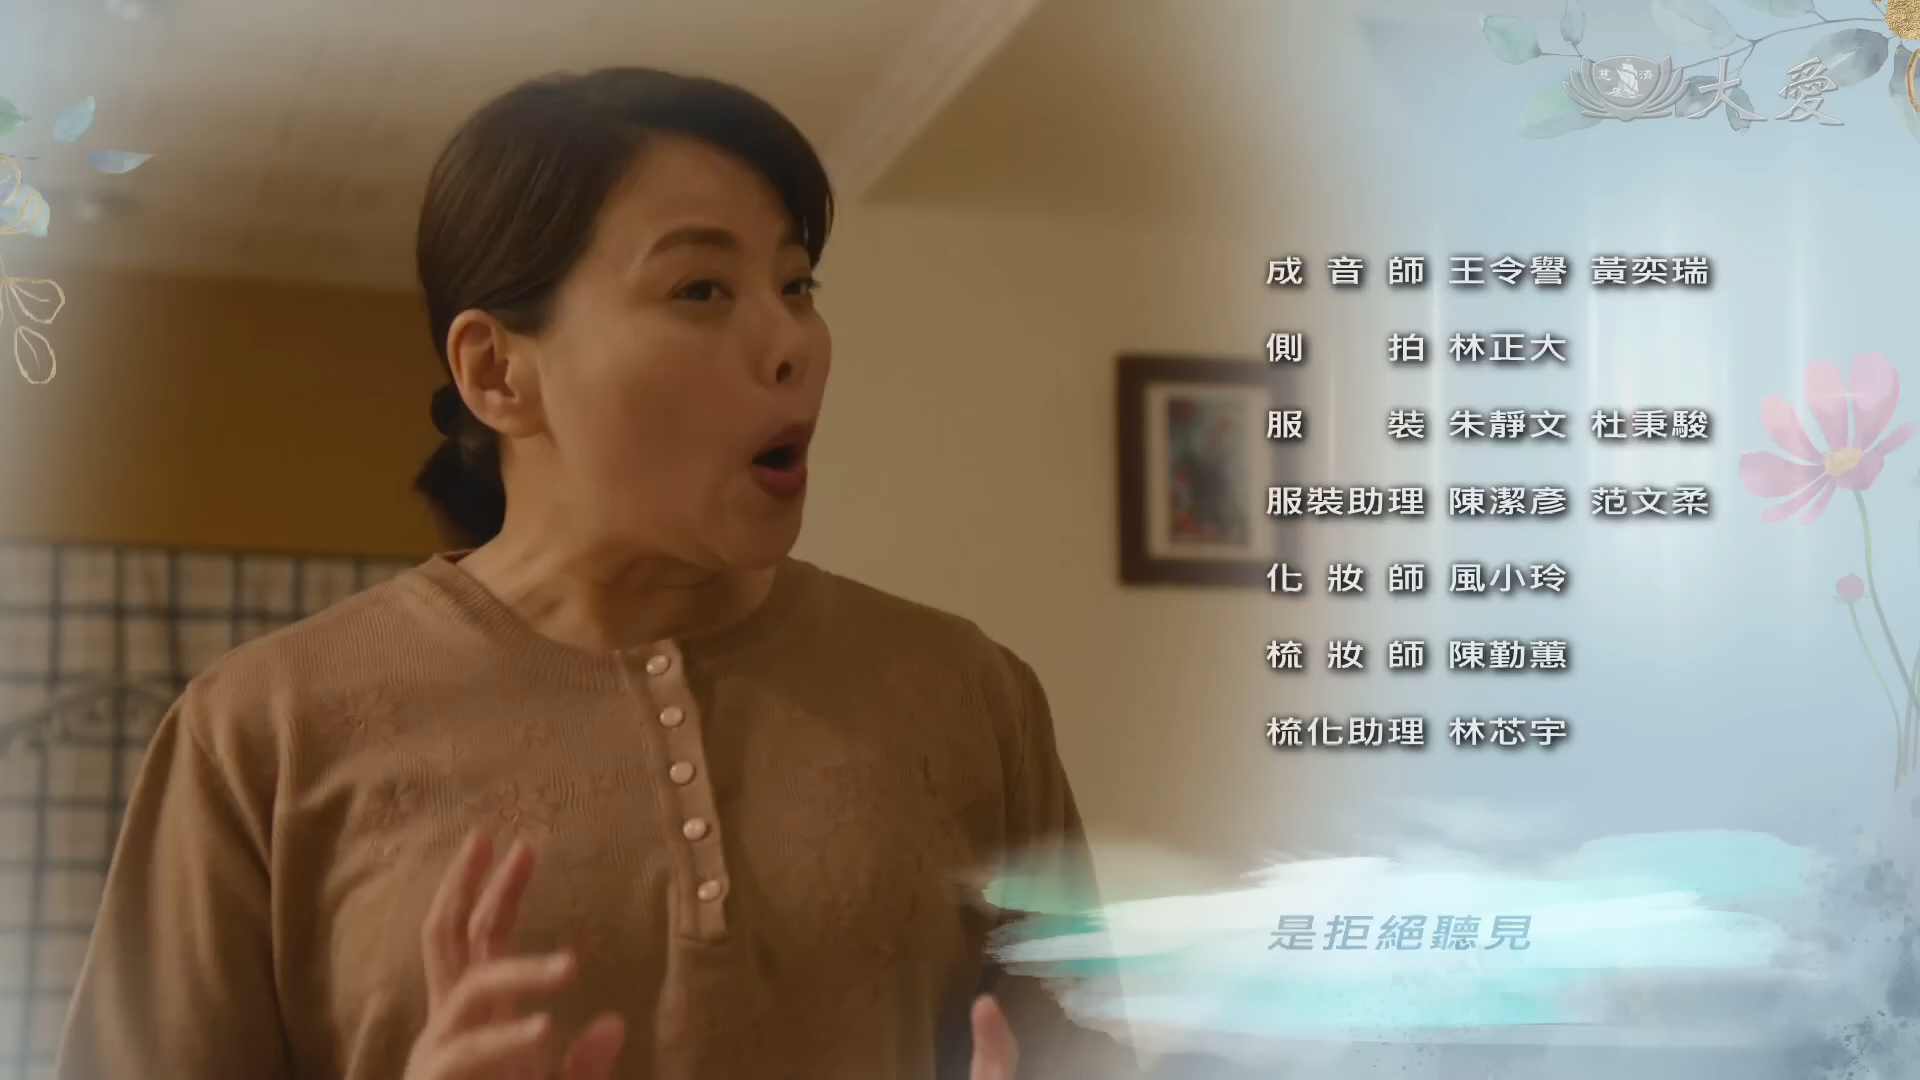 慈濟 大愛
成音師 王令譽 黃奕瑞
側拍 林正大
服裝 朱靜文 杜秉駿
服裝助理 陳潔彥 范文柔
化妝師 風小玲
梳妝師 陳勤蕙
梳化助理 林芯宇
是拒絕聽見